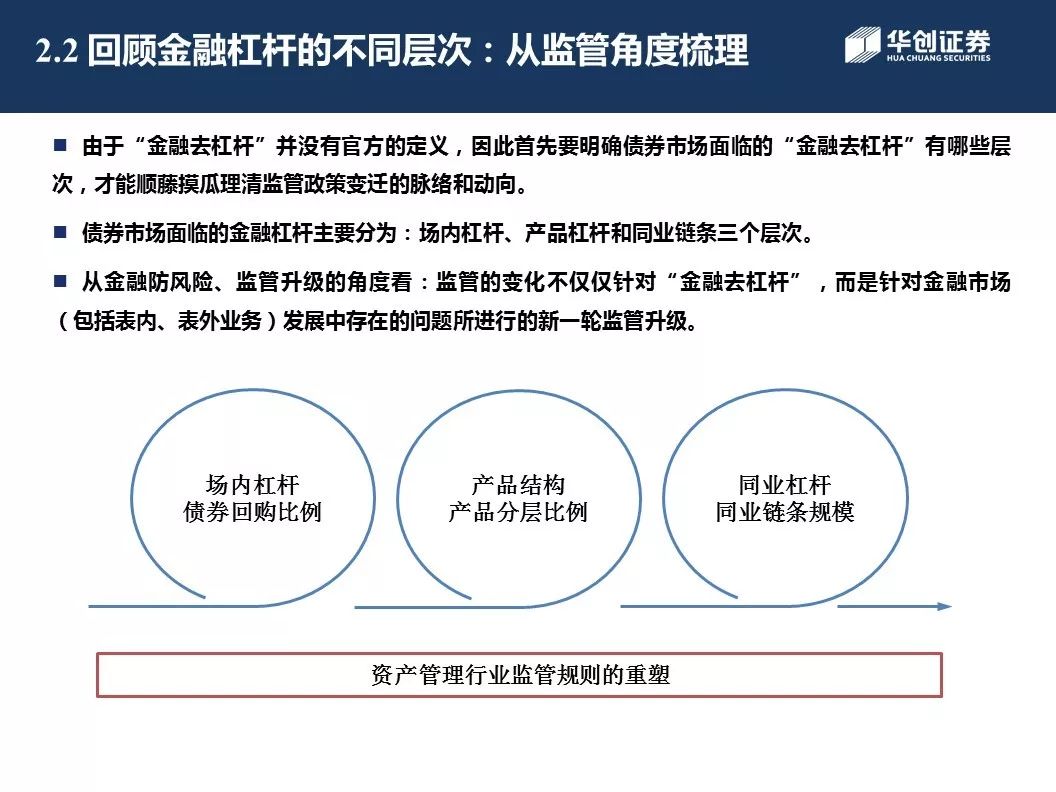 2.2 回顾金融杠杆的不同层次：从监管角度梳理
华创证券
HUA CHUANG SECURITIES
■ 由于“金融去杠杆”并没有官方的定义，因此首先要明确债券市场面临的“金融去杠杆”有哪些层
次，才能顺藤摸瓜理清监管政策变迁的脉络和动向。
■ 债券市场面临的金融杠杆主要分为：场内杠杆、产品杠杆和同业链条三个层次。
■ 从金融防风险、监管升级的角度看：监管的变化不仅仅针对“金融去杠杆”，而是针对金融市场
（包括表内、表外业务）发展中存在的问题所进行的新一轮监管升级。
场内杠杆
债券回购比例
产品结构
产品分层比例
同业杠杆
同业链条规模
资产管理行业监管规则的重塑